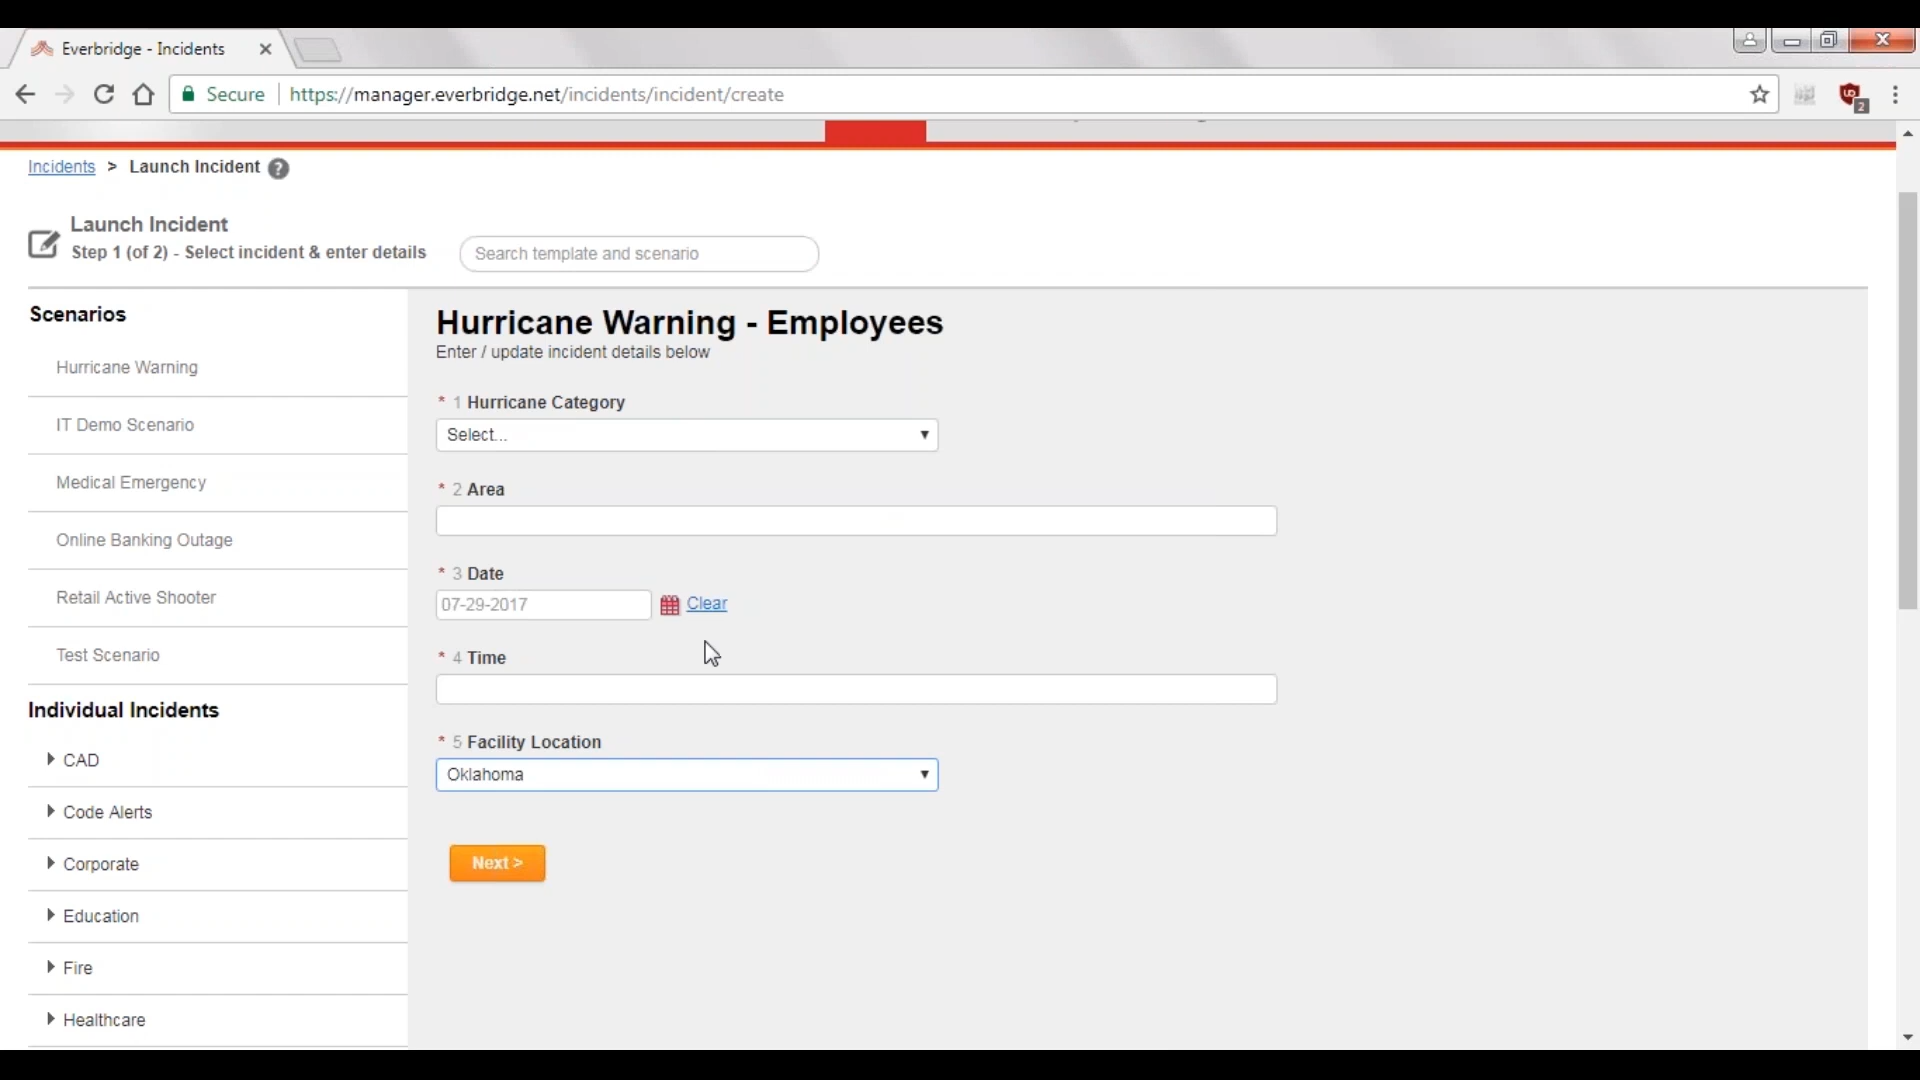 Everbridge - Incidents
Secure https://manager.everbridge.net/incidents/incident/create
2
Incidents > Launch Incident ?
Launch Incident
Step 1 (of 2) - Select incident & enter details
Search template and scenario
Scenarios
Hurricane Warning
IT Demo Scenario
Medical Emergency
Online Banking Outage
Retail Active Shooter
Test Scenario
Individual Incidents
CAD
Code Alerts
Corporate
Education
Fire
Healthcare
Hurricane Warning - Employees
Enter / update incident details below
* 1 Hurricane Category
Select...
* 2 Area
* 3 Date
07-29-2017 Clear
* 4 Time
* 5 Facility Location
Oklahoma
Next >